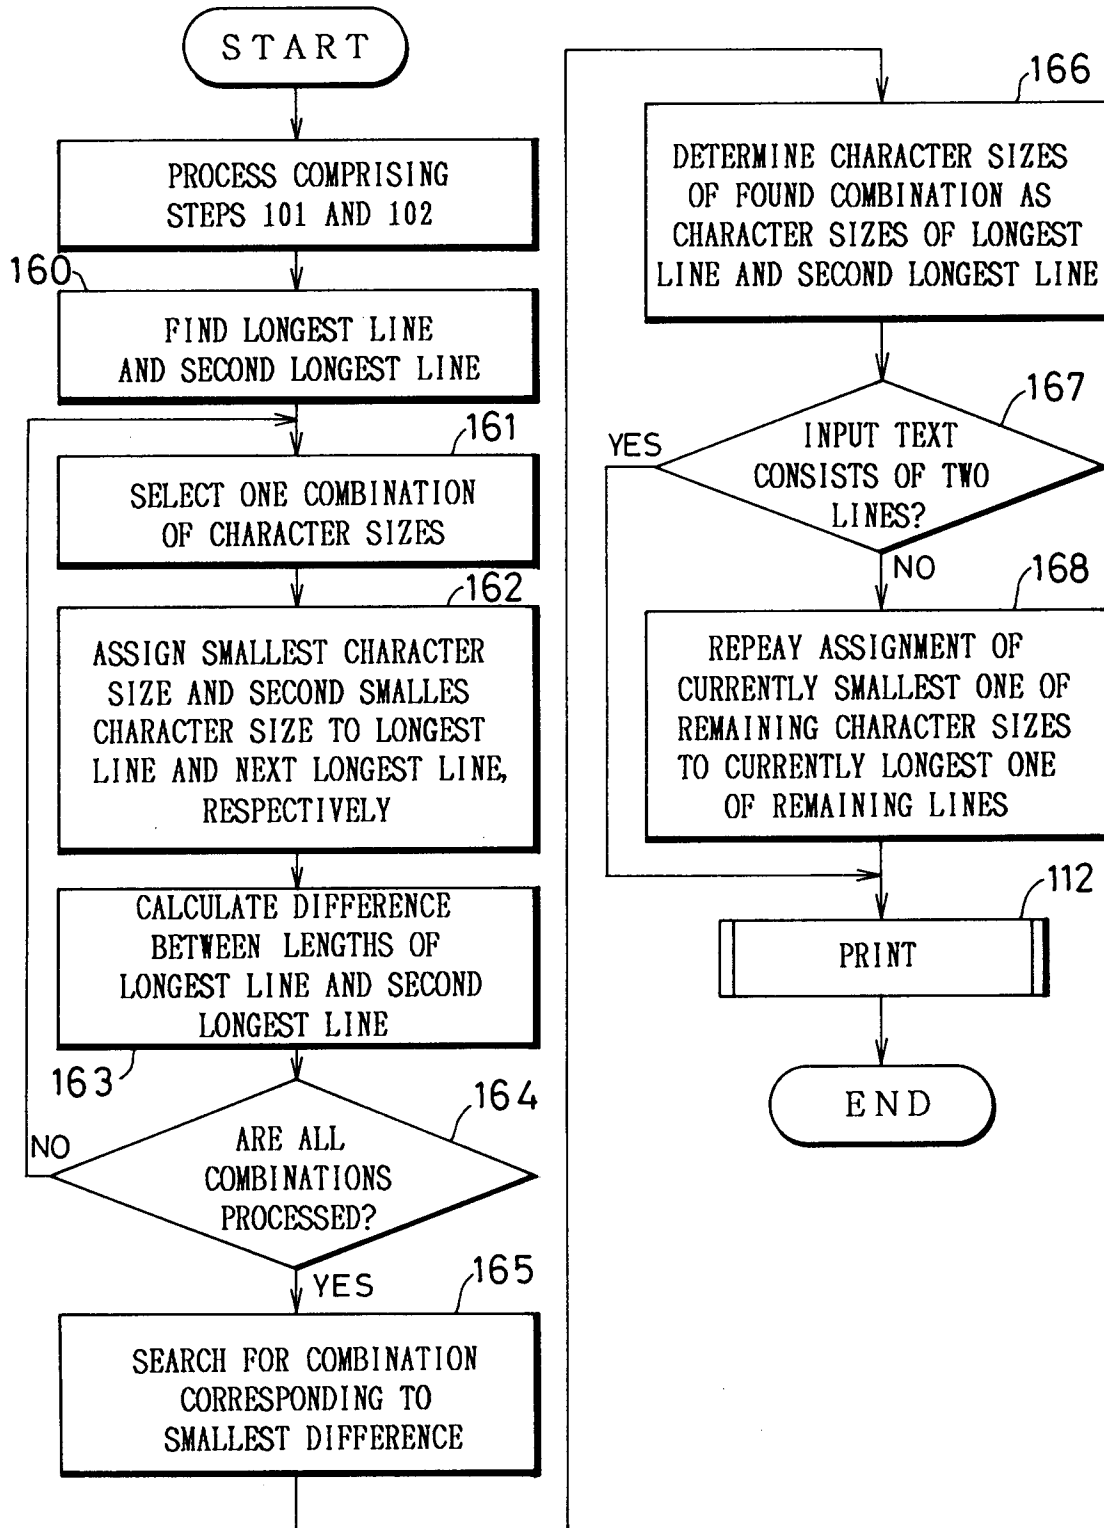 START
PROCESS COMPRISING
STEPS 101 AND 102
160
FIND LONGEST LINE
AND SECOND LONGEST LINE
161
SELECT ONE COMBINATION
OF CHARACTER SIZES
162
ASSIGN SMALLEST CHARACTER
SIZE AND SECOND SMALLES
CHARACTER SIZE TO LONGEST
LINE AND NEXT LONGEST LINE,
RESPECTIVELY
CALCULATE DIFFERENCE
BETWEEN LENGTHS OF
LONGEST LINE AND SECOND
LONGEST LINE
163
164
NO
ARE ALL
COMBINATIONS
PROCESSED?
YES
165
SEARCH FOR COMBINATION
CORRESPONDING TO
SMALLEST DIFFERENCE
166
DETERMINE CHARACTER SIZES
OF FOUND COMBINATION AS
CHARACTER SIZES OF LONGEST
LINE AND SECOND LONGEST LINE
167
YES
INPUT TEXT
CONSISTS OF TWO
LINES?
NO
168
REPEAY ASSIGNMENT OF
CURRENTLY SMALLEST ONE OF
REMAINING CHARACTER SIZES
TO CURRENTLY LONGEST ONE
OF REMAINING LINES
112
PRINT
END